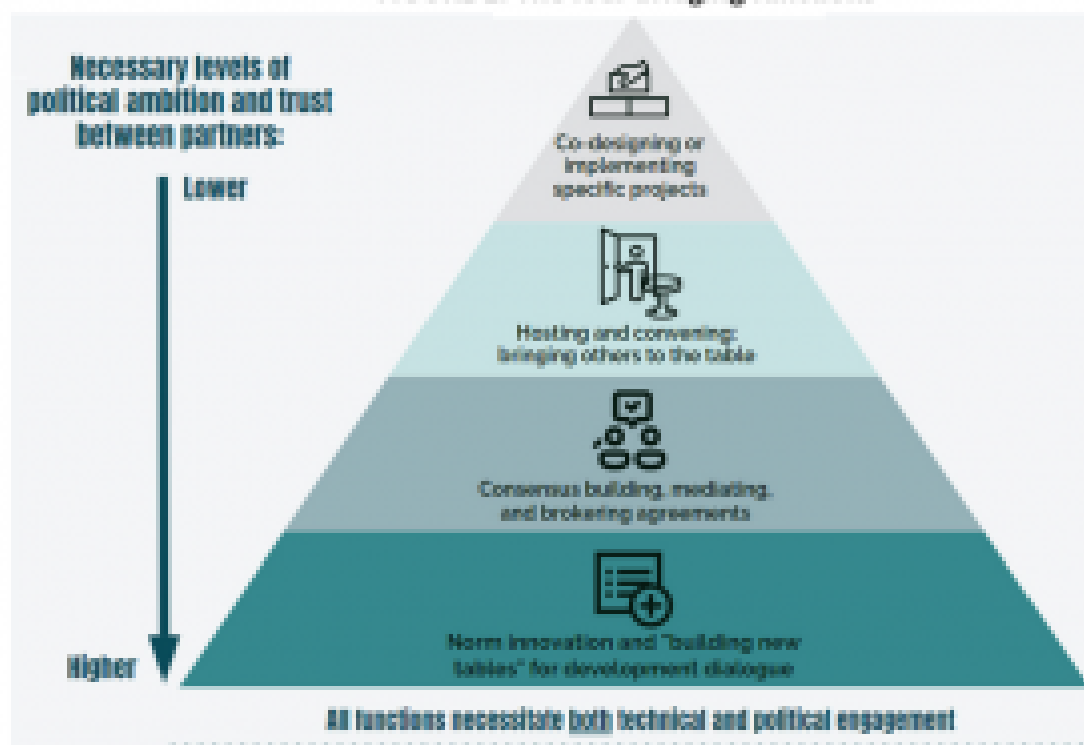 Necessary levels of
political ambition and trust
between partners:
Lower
Co-designing or
implementing
specific projects
Hosting and convening:
bringing others to the table
Consensus building, mediating,
and brokering agreements
Norm innovation and "building new
tables" for development dialogue
Higher
All functions necessitate both technical and political engagement